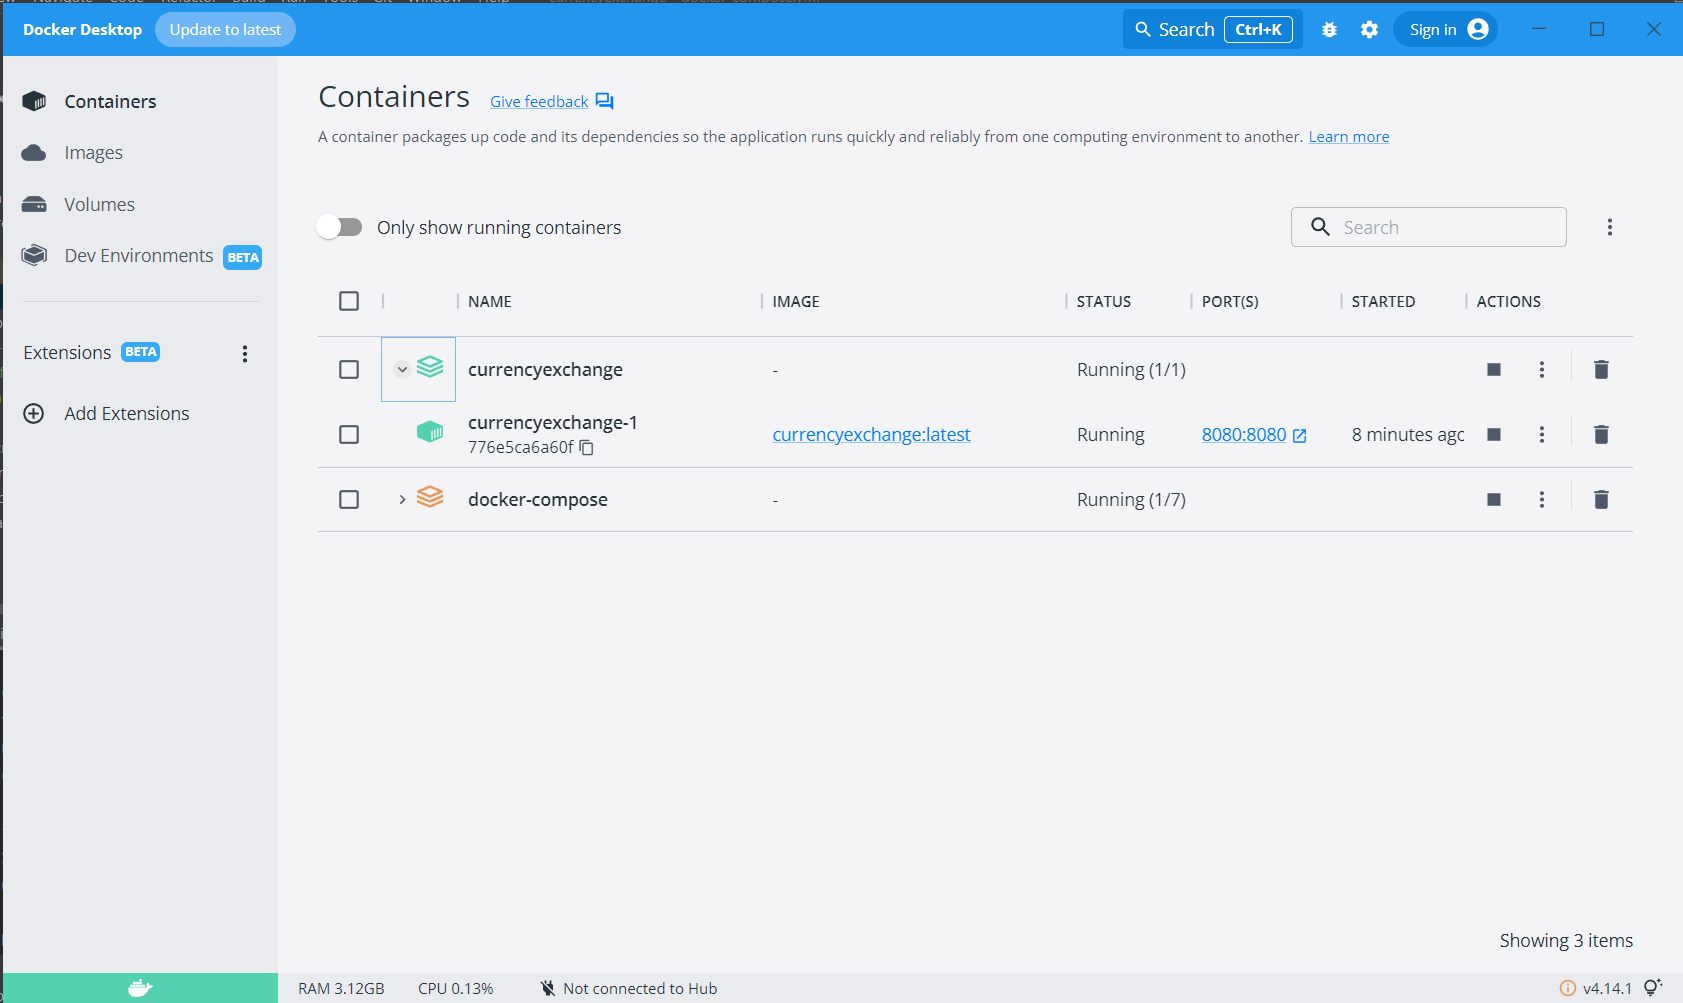 Docker Desktop Update to latest Search Ctrl+K Sign in
Containers
Images
Volumes
Dev Environments BETA
Extensions BETA
Add Extensions
Containers Give feedback
A container packages up code and its dependencies so the application runs quickly and reliably from one computing environment to another. Learn more
Only show running containers
Search
NAME IMAGE STATUS PORT(S) STARTED ACTIONS
currencyexchange - Running (1/1)
currencyexchange-1
776e5ca6a60f
currencyexchange:latest Running 8080:8080 8 minutes agc
docker-compose - Running (1/7)
Showing 3 items
RAM 3.12GB CPU 0.13% Not connected to Hub v4.14.1